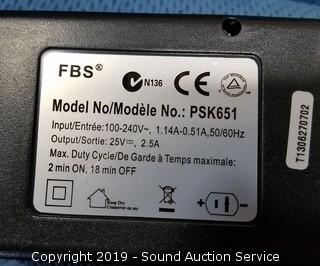 FBS®
N136
Model No/Modèle No.: PSK651
Input/Entrée:100-240V~, 1.14A-0.51A,50/60Hz
Output/Sortie: 25V⎓, 2.5A
Max. Duty Cycle/De Garde à Temps maximale:
2 min ON, 18 min OFF
Keep Dry
T1306270702
Copyright 2019 - Sound Auction Service